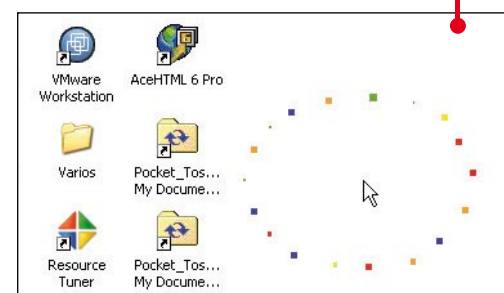 VMware
Workstation
AceHTML 6 Pro
Varios
Pocket_Tos...
My Docume...
Resource
Tuner
Pocket_Tos...
My Docume...